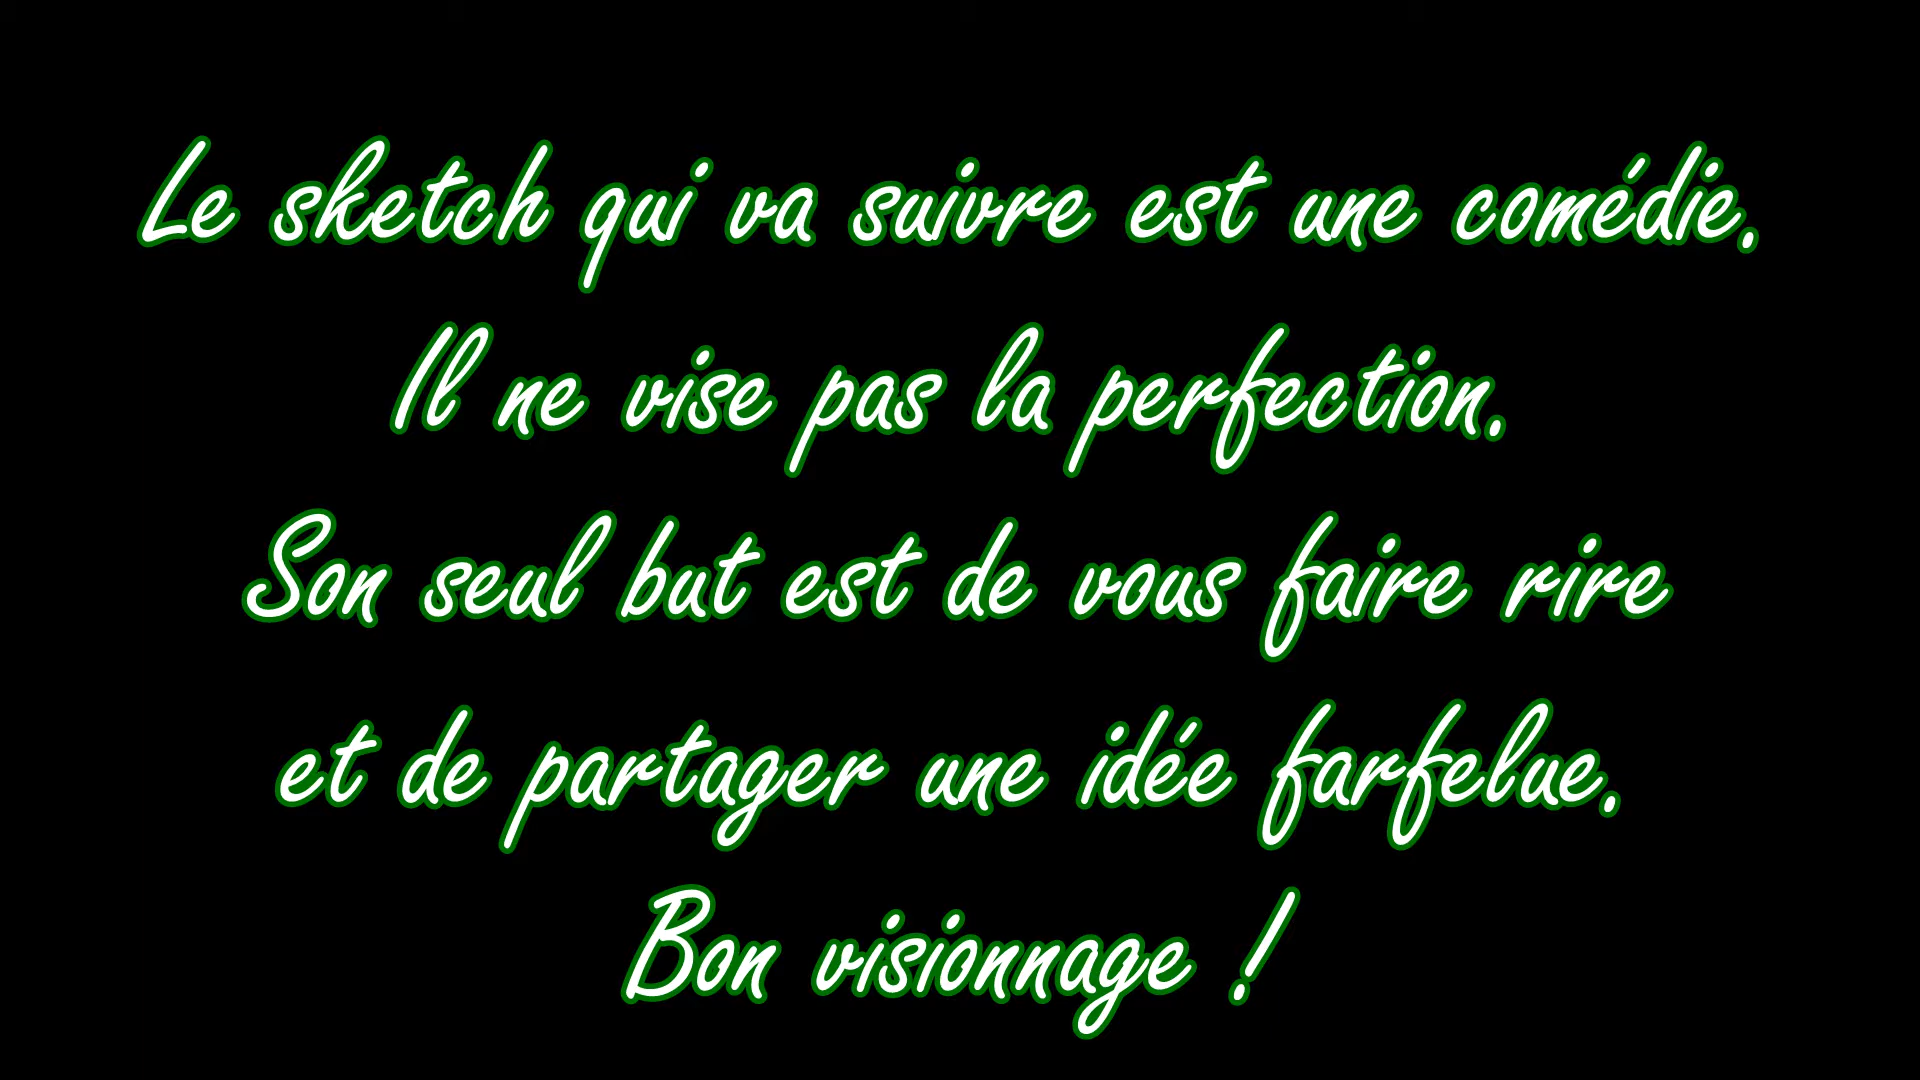 Le sketch qui va suivre est une comédie.
Il ne vise pas la perfection.
Son seul but est de vous faire rire
et de partager une idée farfelue.
Bon visionnage !